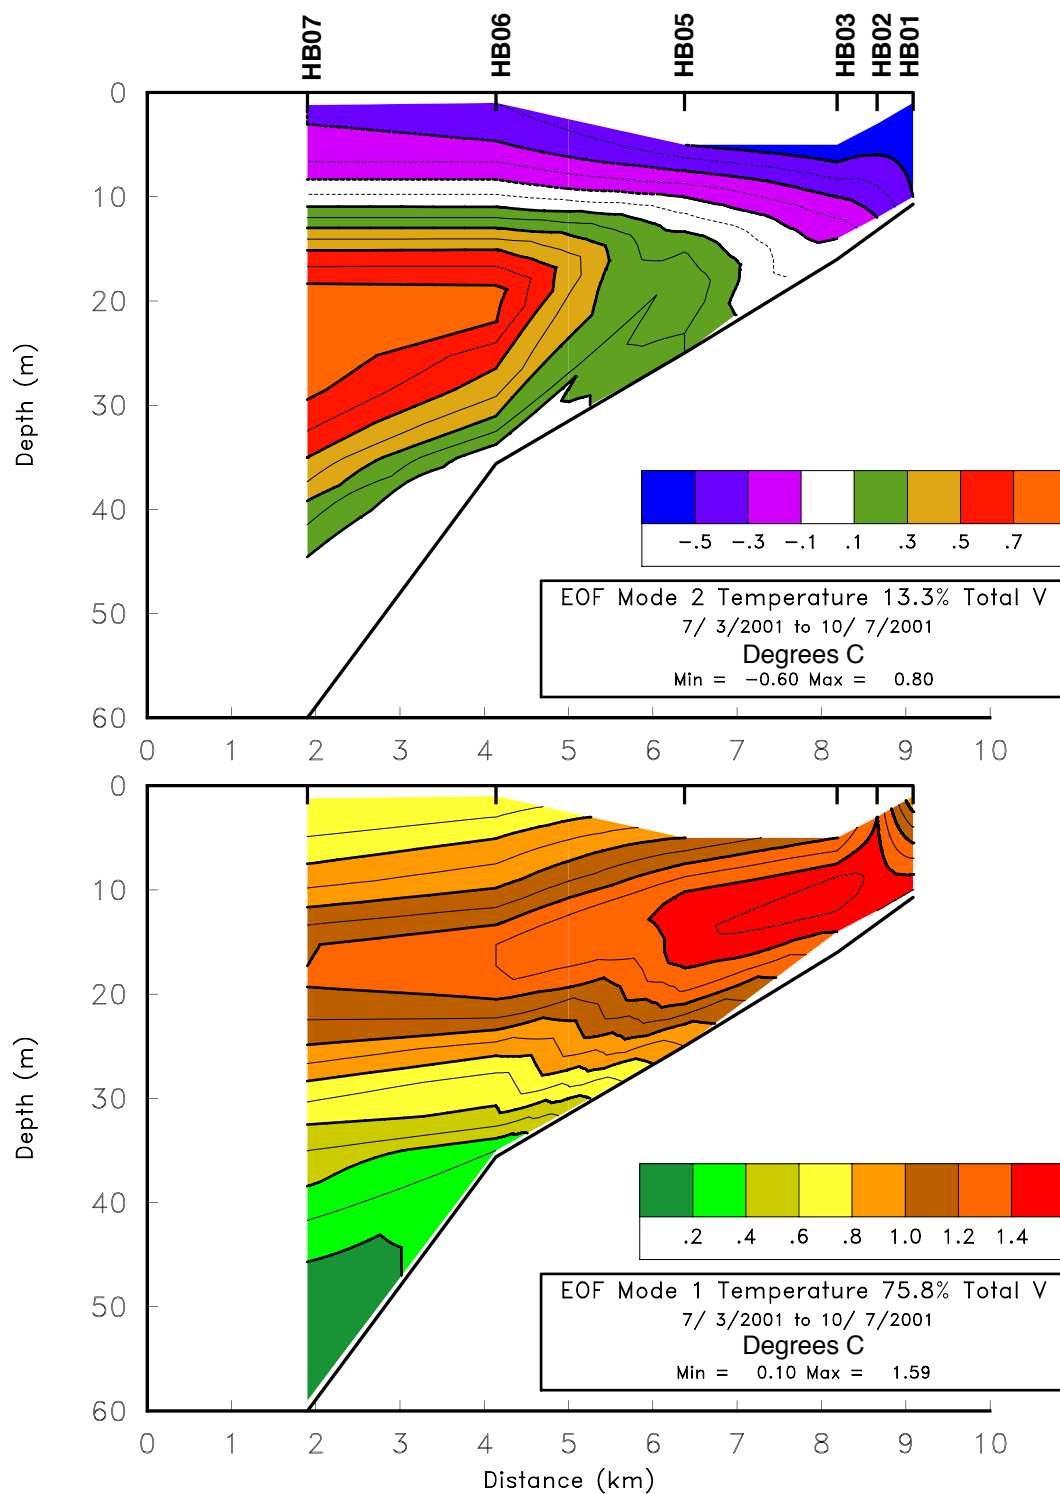 HB07 HB06 HB05 HB03 HB02 HB01
0
10
20
30
40
50
60
Depth (m)
-.5 -.3 -.1 .1 .3 .5 .7
EOF Mode 2 Temperature 13.3% Total V
7/ 3/2001 to 10/ 7/2001
Degrees C
Min = -0.60 Max = 0.80
0 1 2 3 4 5 6 7 8 9 10
0
10
20
30
40
50
60
Depth (m)
.2 .4 .6 .8 1.0 1.2 1.4
EOF Mode 1 Temperature 75.8% Total V
7/ 3/2001 to 10/ 7/2001
Degrees C
Min = 0.10 Max = 1.59
0 1 2 3 4 5 6 7 8 9 10
Distance (km)